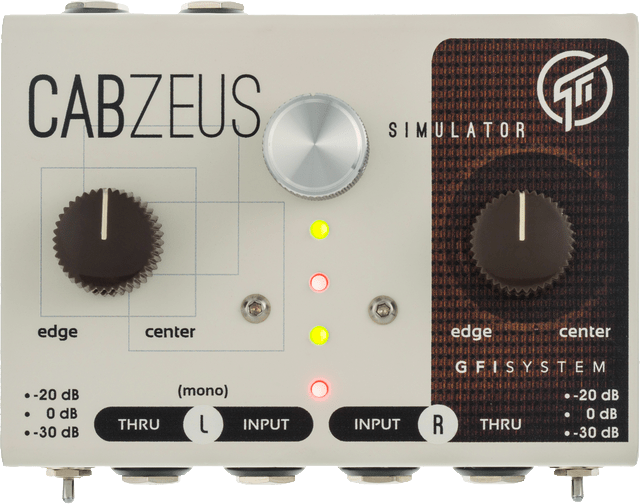 CABZEUS
SIMULATOR
GFI
edge center
edge center
GFISYSTEM
(mono)
• -20 dB
• 0 dB
• -30 dB
THRU L INPUT
INPUT R THRU
• -20 dB
• 0 dB
• -30 dB